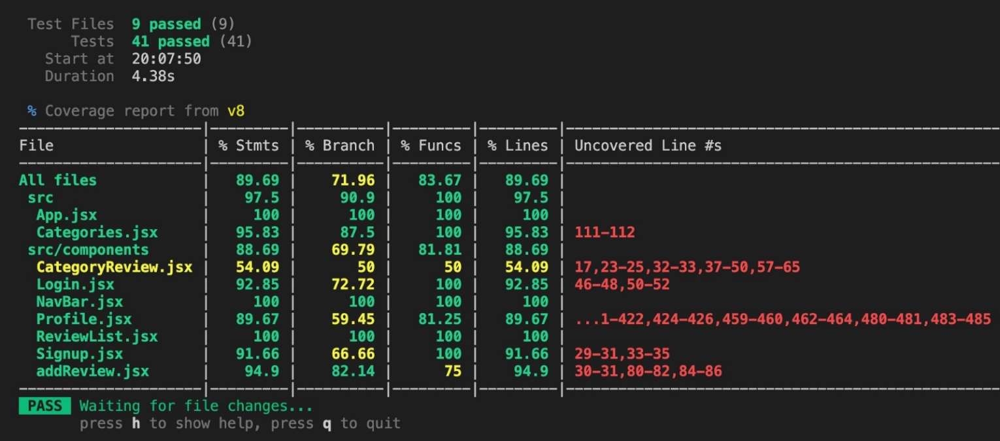 Test Files  9 passed (9)
Tests  41 passed (41)
Start at  20:07:50
Duration  4.38s
% Coverage report from v8
---------------------|---------|----------|---------|---------|--------------------------------------------------
File                 | % Stmts | % Branch | % Funcs | % Lines | Uncovered Line #s
---------------------|---------|----------|---------|---------|--------------------------------------------------
All files            |   89.69 |    71.96 |   83.67 |   89.69 |
 src                 |    97.5 |     90.9 |     100 |    97.5 |
  App.jsx            |     100 |      100 |     100 |     100 |
  Categories.jsx     |   95.83 |     87.5 |     100 |   95.83 | 111-112
 src/components      |   88.69 |    69.79 |   81.81 |   88.69 |
  CategoryReview.jsx |   54.09 |       50 |      50 |   54.09 | 17,23-25,32-33,37-50,57-65
  Login.jsx          |   92.85 |    72.72 |     100 |   92.85 | 46-48,50-52
  NavBar.jsx         |     100 |      100 |     100 |     100 |
  Profile.jsx        |   89.67 |    59.45 |   81.25 |   89.67 | ...1-422,424-426,459-460,462-464,480-481,483-485
  ReviewList.jsx     |     100 |      100 |     100 |     100 |
  Signup.jsx         |   91.66 |    66.66 |     100 |   91.66 | 29-31,33-35
  addReview.jsx      |    94.9 |    82.14 |      75 |    94.9 | 30-31,80-82,84-86
---------------------|---------|----------|---------|---------|--------------------------------------------------
PASS  Waiting for file changes...
press h to show help, press q to quit